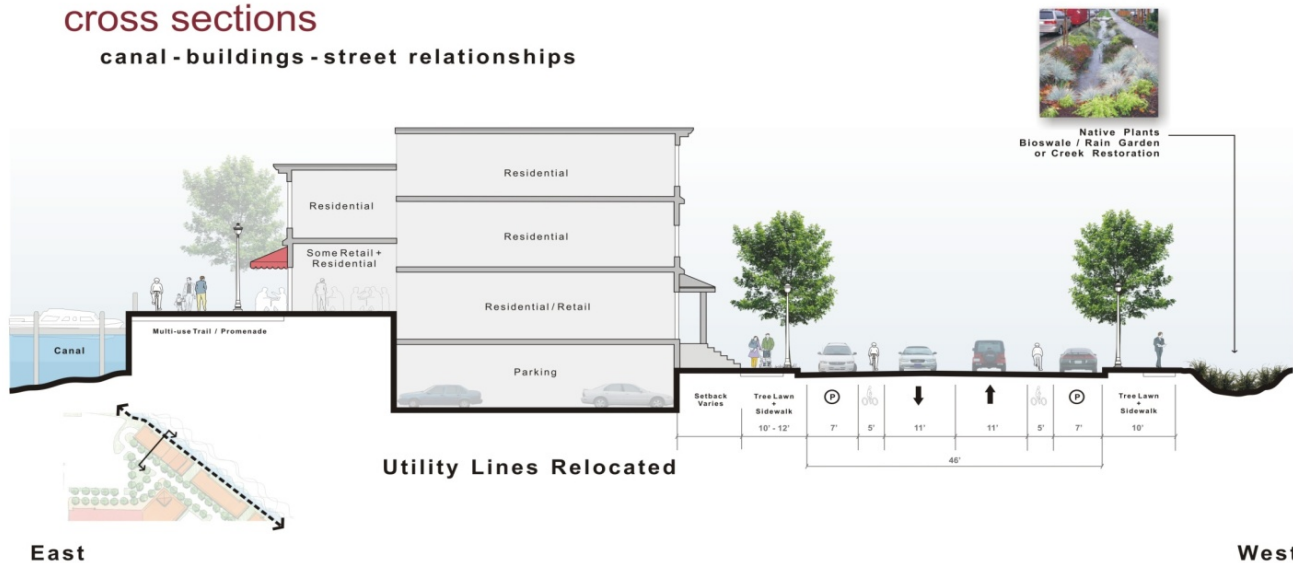 cross sections
canal - buildings - street relationships
Native Plants
Bioswale / Rain Garden
or Creek Restoration
Residential
Residential
Residential
Some Retail +
Residential
Residential / Retail
Multi-use Trail / Promenade
Canal
Parking
Setback
Varies
Tree Lawn
+
Sidewalk
10' - 12'
P
7'
5'
11'
11'
5'
P
7'
Tree Lawn
+
Sidewalk
10'
46'
Utility Lines Relocated
East
West